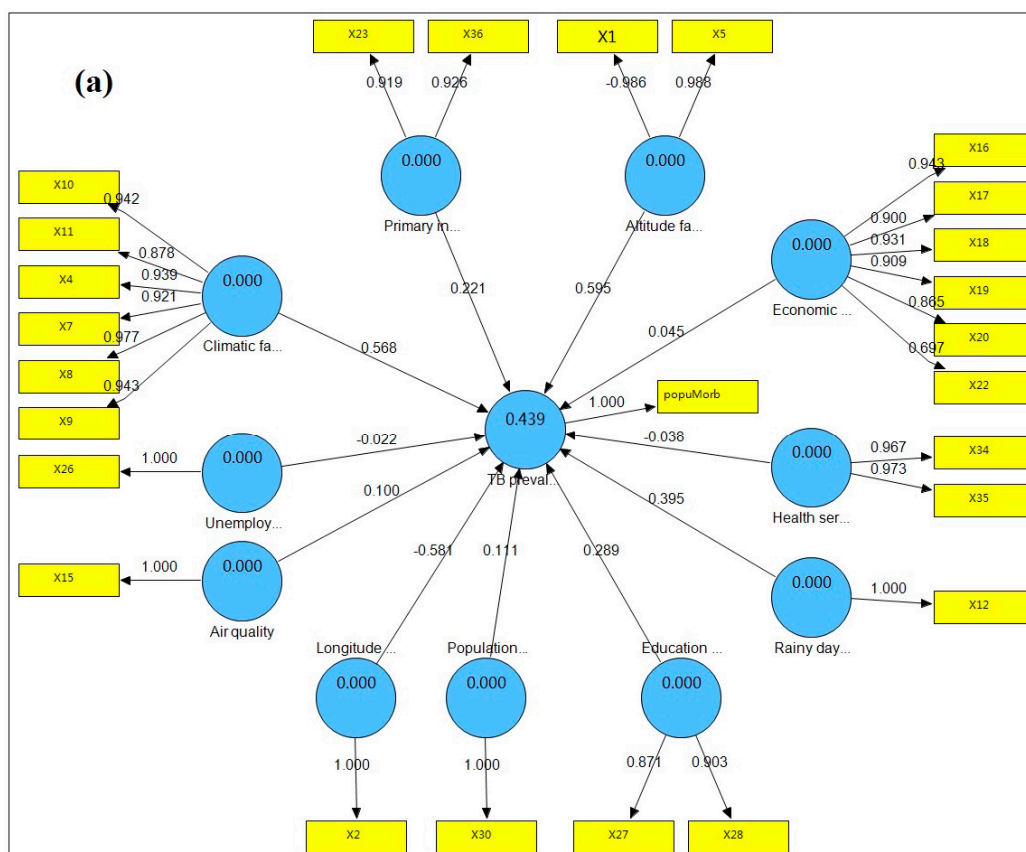 (a)
X23
X36
X1
X5
0.919
0.926
-0.986
0.988
0.000
Primary in...
0.000
Altitude fa...
X10
X11
X4
X7
X8
X9
0.942
0.878
0.939
0.921
0.977
0.943
0.000
Climatic fa...
X16
X17
X18
X19
X20
X22
0.943
0.900
0.931
0.909
0.865
0.697
0.000
Economic ...
0.221
0.595
0.568
0.045
0.439
TB preval...
1.000
popuMorb
X26
1.000
0.000
Unemploy...
-0.022
-0.038
0.000
Health ser...
0.967
0.973
X34
X35
X15
1.000
0.000
Air quality
0.100
0.395
0.000
Rainy day...
1.000
X12
-0.581
0.111
0.289
Longitude ...
0.000
Population...
0.000
Education ...
0.000
1.000
1.000
0.871
0.903
X2
X30
X27
X28